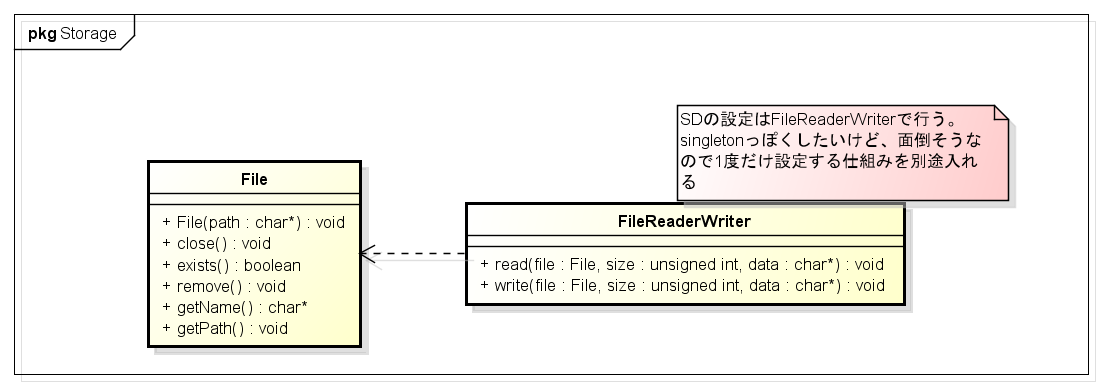 pkg Storage
SDの設定はFileReaderWriterで行う。
singletonっぽくしたいけど、面倒そうな
ので1度だけ設定する仕組みを別途入れ
る
File
+ File(path : char*) : void
+ close() : void
+ exists() : boolean
+ remove() : void
+ getName() : char*
+ getPath() : void
FileReaderWriter
+ read(file : File, size : unsigned int, data : char*) : void
+ write(file : File, size : unsigned int, data : char*) : void